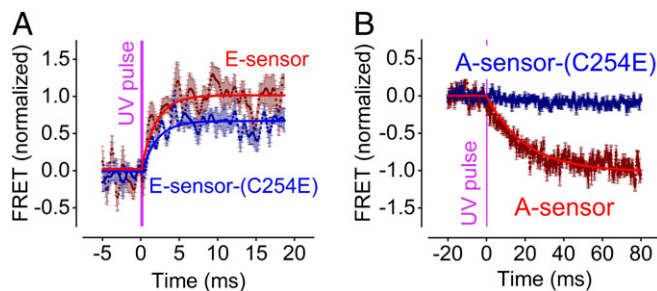 A
FRET (normalized)
1.5
1.0
0.5
0.0
-0.5
UV pulse
E-sensor
E-sensor-(C254E)
-5 0 5 10 15 20
Time (ms)
B
FRET (normalized)
0.5
0.0
-0.5
-1.0
-1.5
A-sensor-(C254E)
UV pulse
A-sensor
-20 0 20 40 60 80
Time (ms)